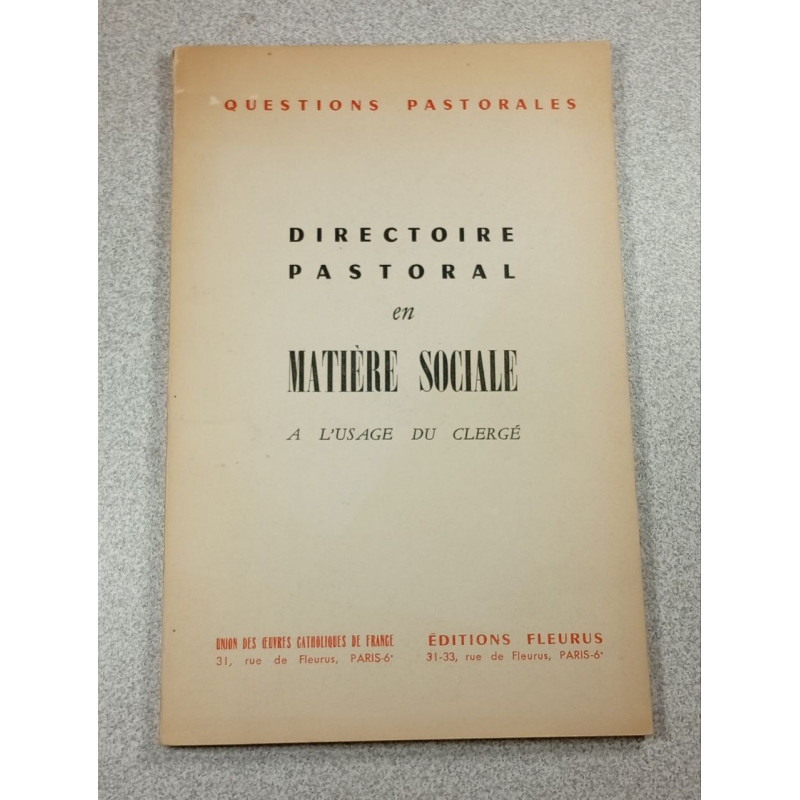 QUESTIONS PASTORALES
DIRECTOIRE
PASTORAL
en
MATIÈRE SOCIALE
A L'USAGE DU CLERGÉ
UNION DES ŒUVRES CATHOLIQUES DE FRANCE
31, rue de Fleurus, PARIS-6e
ÉDITIONS FLEURUS
31-33, rue de Fleurus, PARIS-6e